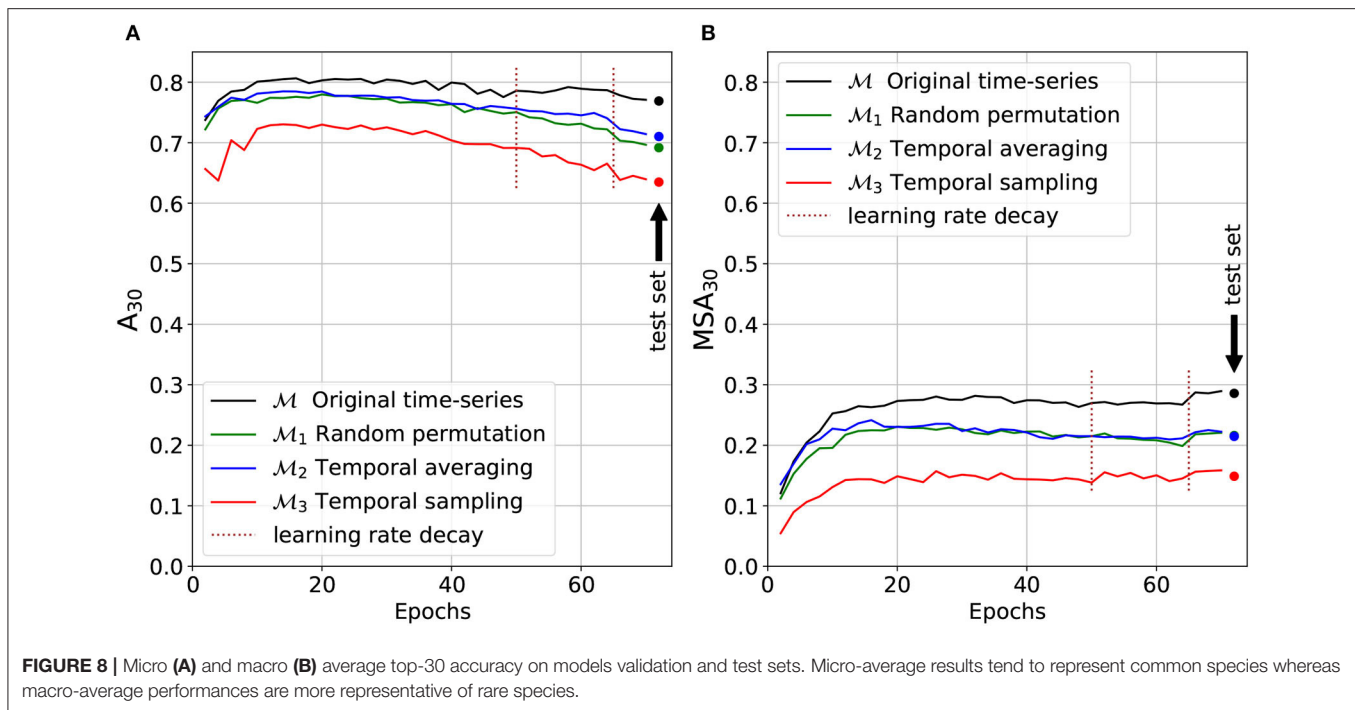 A
A₃₀
0.8
0.7
0.6
0.5
0.4
0.3
0.2
0.1
0.0
test set
ℳ Original time-series
ℳ₁ Random permutation
ℳ₂ Temporal averaging
ℳ₃ Temporal sampling
learning rate decay
0 20 40 60
Epochs
B
MSA₃₀
0.8
0.7
0.6
0.5
0.4
0.3
0.2
0.1
0.0
ℳ Original time-series
ℳ₁ Random permutation
ℳ₂ Temporal averaging
ℳ₃ Temporal sampling
learning rate decay
test set
0 20 40 60
Epochs
FIGURE 8 | Micro (A) and macro (B) average top-30 accuracy on models validation and test sets. Micro-average results tend to represent common species whereas
macro-average performances are more representative of rare species.